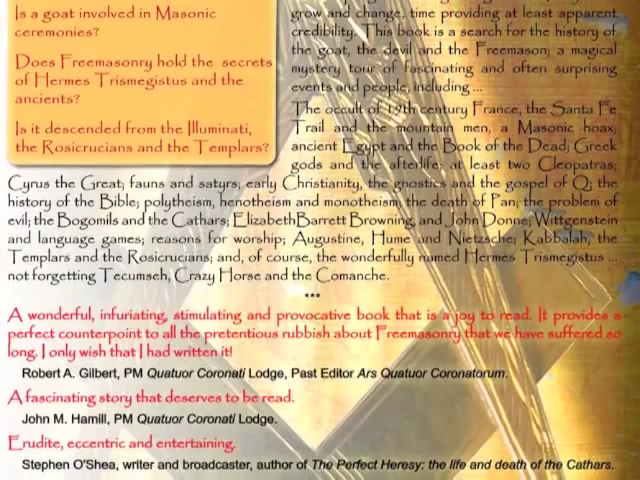 Is a goat involved in Masonic
ceremonies?
Does Freemasonry hold the secrets
of Hermes Trismegistus and the
ancients?
Is it descended from the Illuminati,
the Rosicrucians and the Templars?
grow and change, time providing at least apparent
credibility. This book is a search for the history of
the goat, the devil and the Freemason; a magical
mystery tour of fascinating and often surprising
events and people, including ...
The occult of 19th century France, the Santa Fe
Trail and the mountain men, a Masonic hoax;
ancient Egypt and the Book of the Dead; Greek
gods and the afterlife; at least two Cleopatras;
Cyrus the Great; fauns and satyrs; early Christianity, the gnostics and the gospel of Q; the
history of the Bible; polytheism, henotheism and monotheism; the death of Pan; the problem of
evil; the Bogomils and the Cathars; Elizabeth Barrett Browning, and John Donne; Wittgenstein
and language games; reasons for worship; Augustine, Hume and Nietzsche; Kabbalah, the
Templars and the Rosicrucians; and, of course, the wonderfully named Hermes Trismegistus ...
not forgetting Tecumseh, Crazy Horse and the Comanche.
***
A wonderful, infuriating, stimulating and provocative book that is a joy to read. It provides a
perfect counterpoint to all the pretentious rubbish about Freemasonry that we have suffered so
long. I only wish that I had written it!
Robert A. Gilbert, PM Quatuor Coronati Lodge, Past Editor Ars Quatuor Coronatorum.
A fascinating story that deserves to be read.
John M. Hamill, PM Quatuor Coronati Lodge.
Erudite, eccentric and entertaining.
Stephen O'Shea, writer and broadcaster, author of The Perfect Heresy: the life and death of the Cathars.